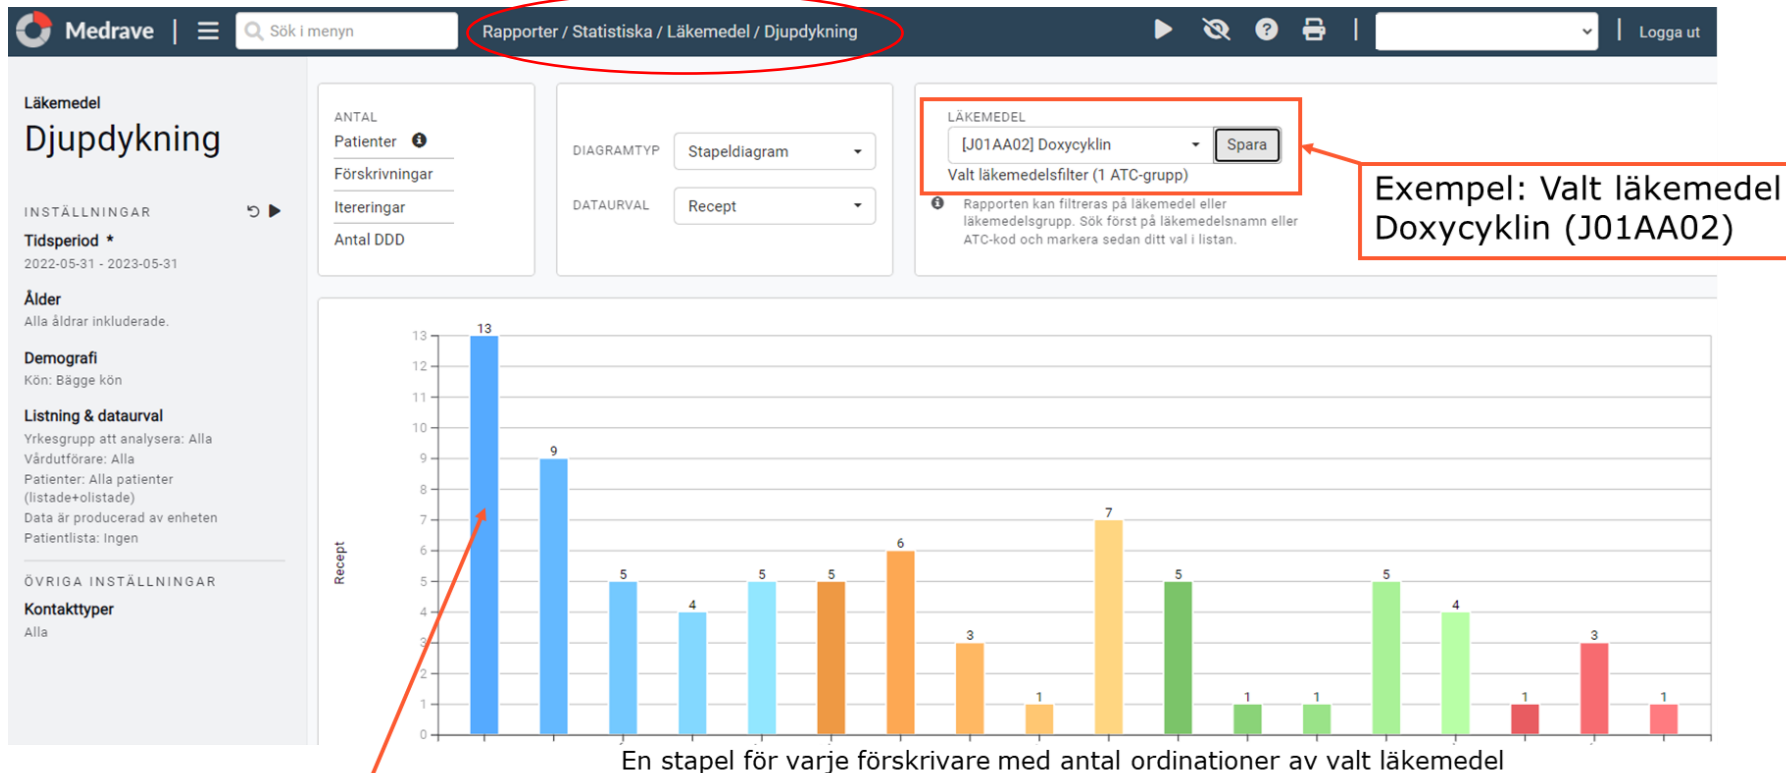 Medrave
Sök i menyn
Rapporter / Statistiska / Läkemedel / Djupdykning
Logga ut
Läkemedel
Djupdykning
INSTÄLLNINGAR
Tidsperiod *
2022-05-31 - 2023-05-31
Ålder
Alla åldrar inkluderade.
Demografi
Kön: Bägge kön
Listning & dataurval
Yrkesgrupp att analysera: Alla
Vårdutförare: Alla
Patienter: Alla patienter
(listade+olistade)
Data är producerad av enheten
Patientlista: Ingen
ÖVRIGA INSTÄLLNINGAR
Kontakttyper
Alla
ANTAL
Patienter
Förskrivningar
Itereringar
Antal DDD
DIAGRAMTYP
Stapeldiagram
DATAURVAL
Recept
LÄKEMEDEL
[J01AA02] Doxycyklin
Spara
Valt läkemedelsfilter (1 ATC-grupp)
Rapporten kan filtreras på läkemedel eller
läkemedelsgrupp. Sök först på läkemedelsnamn eller
ATC-kod och markera sedan ditt val i listan.
Exempel: Valt läkemedel
Doxycyklin (J01AA02)
Recept
13
12
11
10
9
8
7
6
5
4
3
2
1
0
13
9
5
4
5
5
6
3
1
7
5
1
1
5
4
1
3
1
En stapel för varje förskrivare med antal ordinationer av valt läkemedel